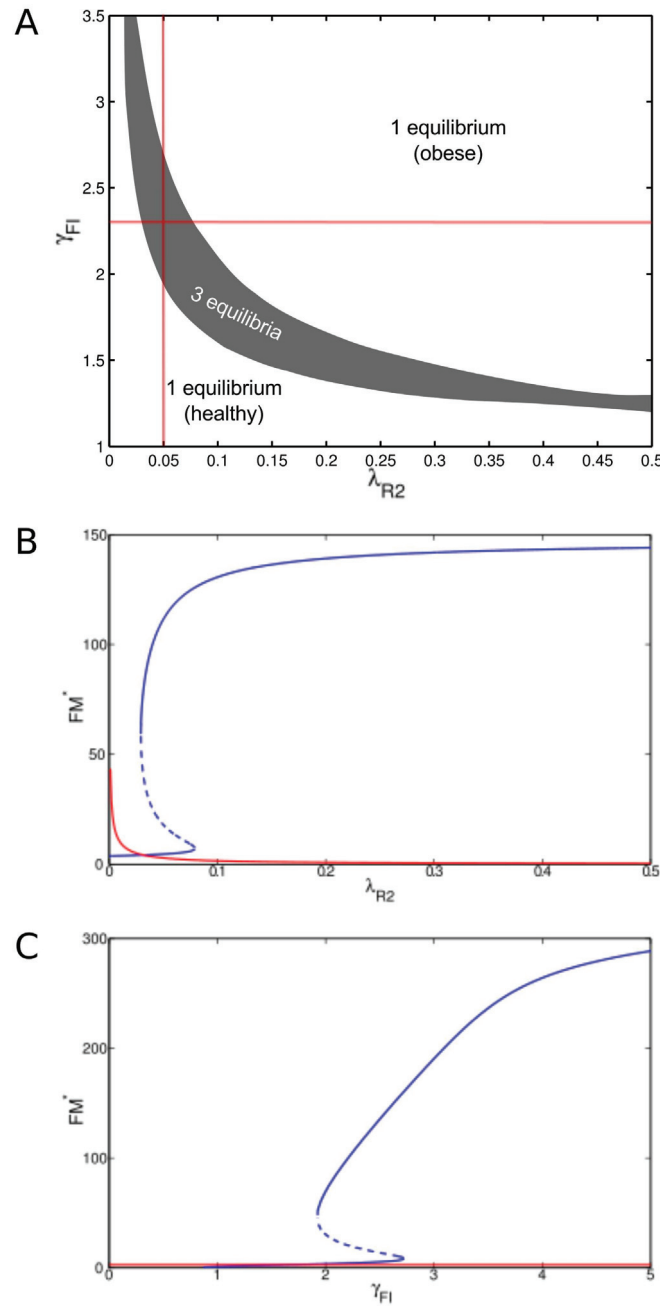 A
3.5
3
2.5
2
1.5
1
γFI
1 equilibrium
(obese)
3 equilibria
1 equilibrium
(healthy)
0 0.05 0.1 0.15 0.2 0.25 0.3 0.35 0.4 0.45 0.5
λR2
B
150
100
50
0
FM*
0 0.1 0.2 0.3 0.4 0.5
λR2
C
300
200
100
0
FM*
0 1 2 3 4 5
γFI